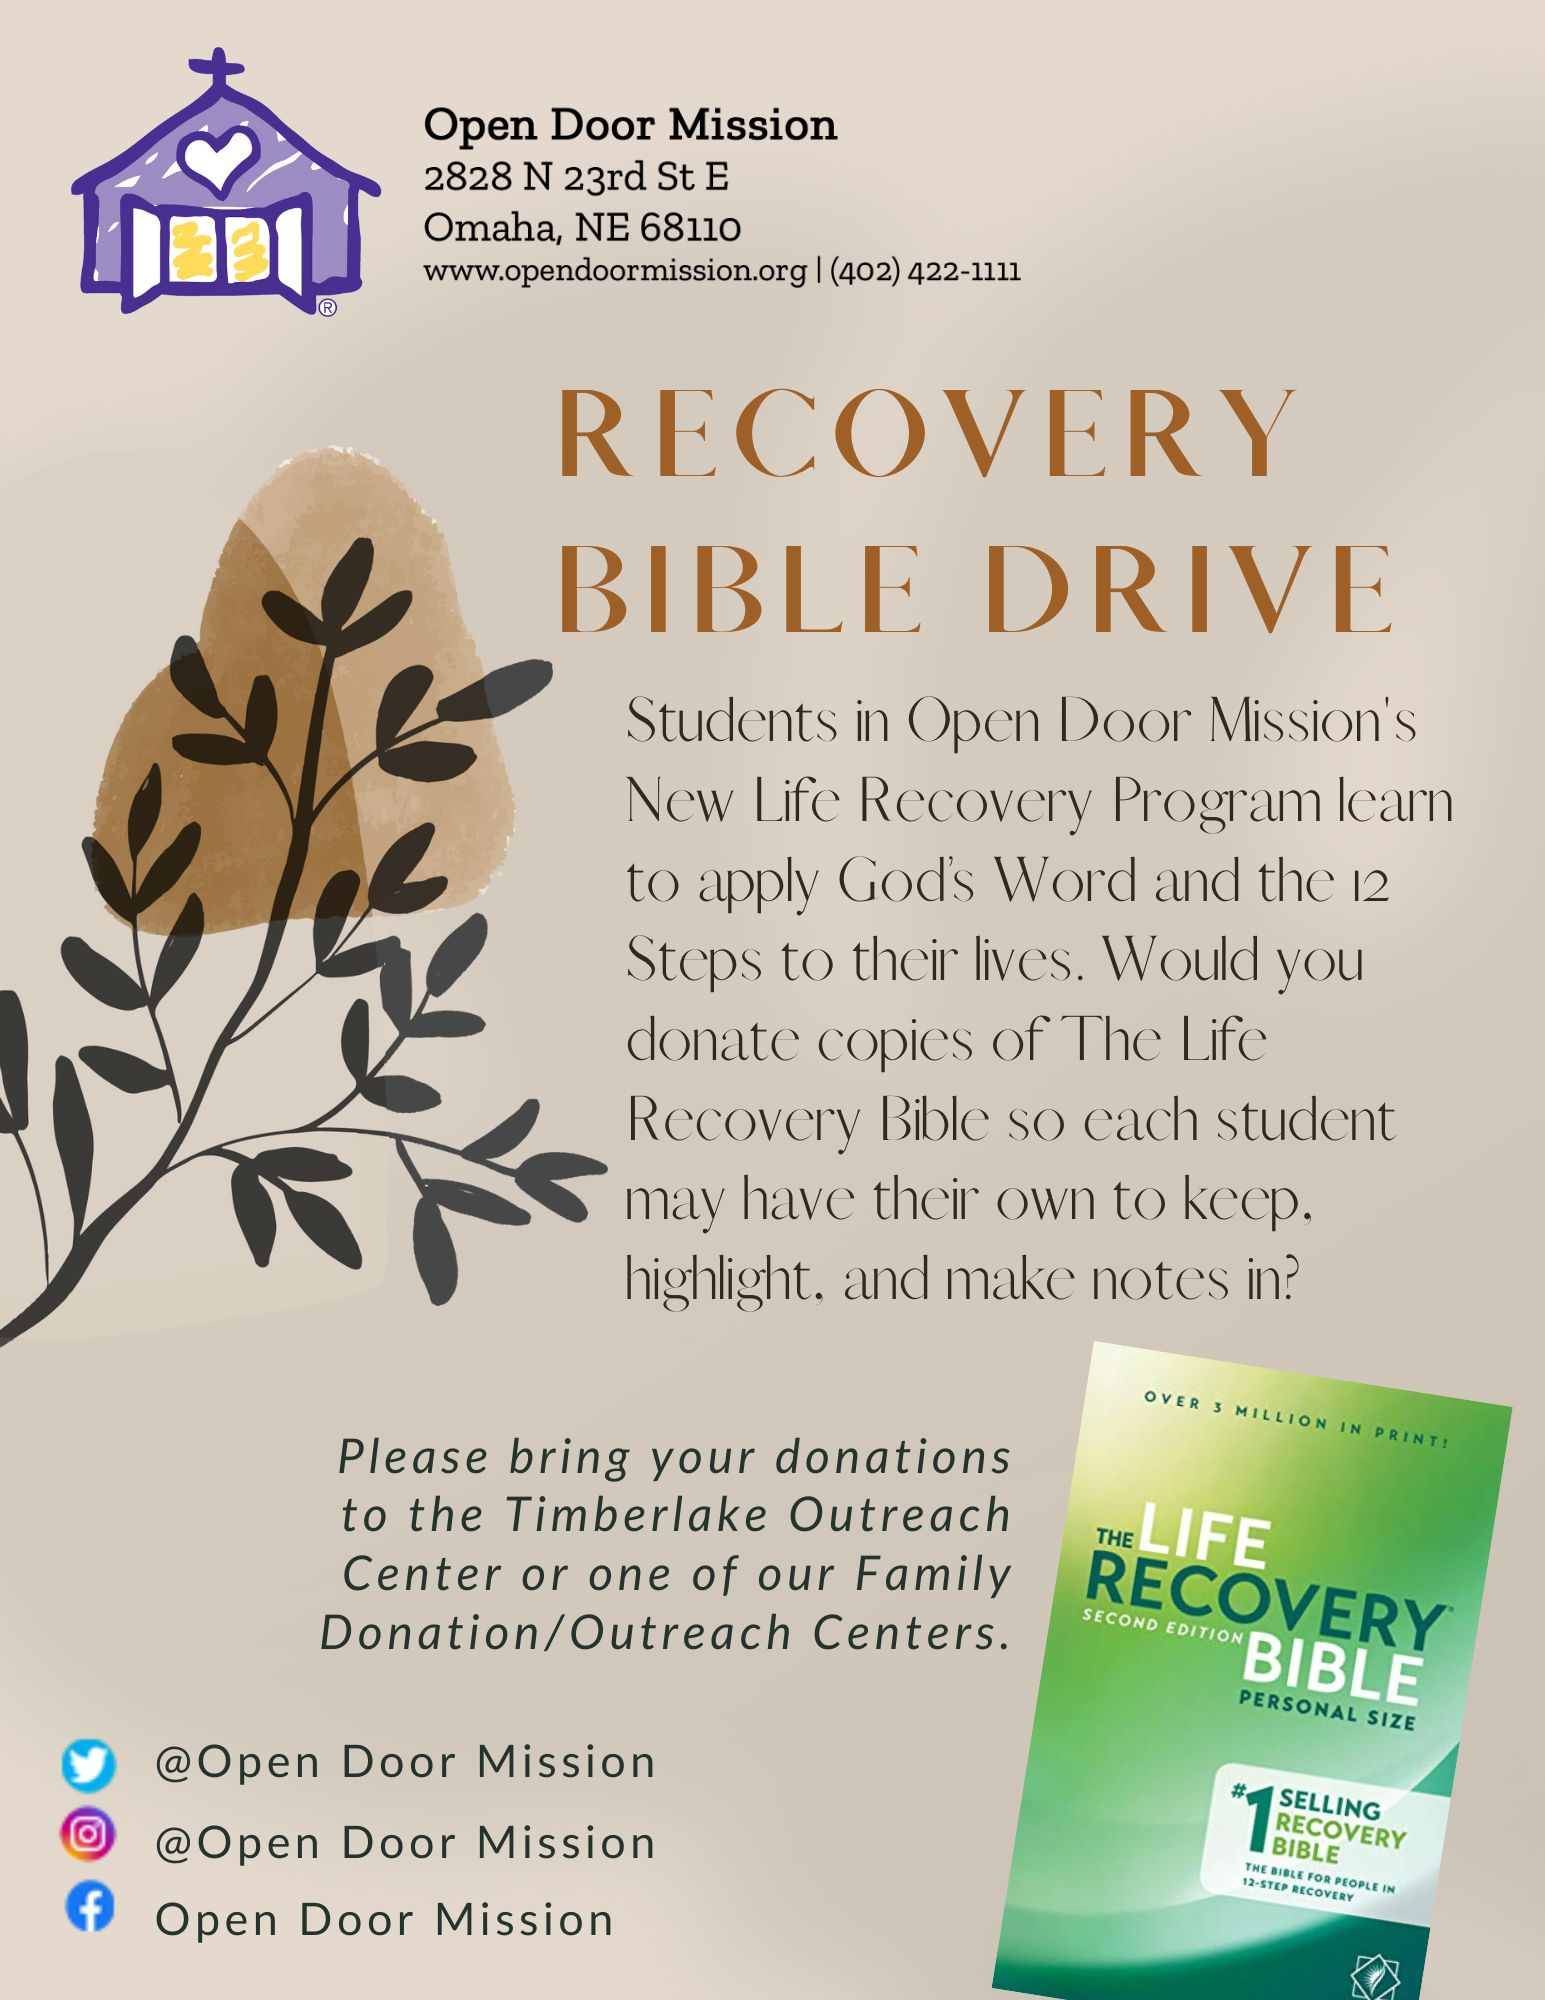 Open Door Mission
2828 N 23rd St E
Omaha, NE 68110
www.opendoormission.org | (402) 422-1111
®
RECOVERY
BIBLE DRIVE
Students in Open Door Mission's
New Life Recovery Program learn
to apply God's Word and the 12
Steps to their lives. Would you
donate copies of The Life
Recovery Bible so each student
may have their own to keep,
highlight, and make notes in?
Please bring your donations
to the Timberlake Outreach
Center or one of our Family
Donation/Outreach Centers.
@Open Door Mission
@Open Door Mission
Open Door Mission
OVER 3 MILLION IN PRINT!
THE LIFE
RECOVERY®
SECOND EDITION BIBLE
PERSONAL SIZE
#1 SELLING
RECOVERY
BIBLE
THE BIBLE FOR PEOPLE IN
12-STEP RECOVERY